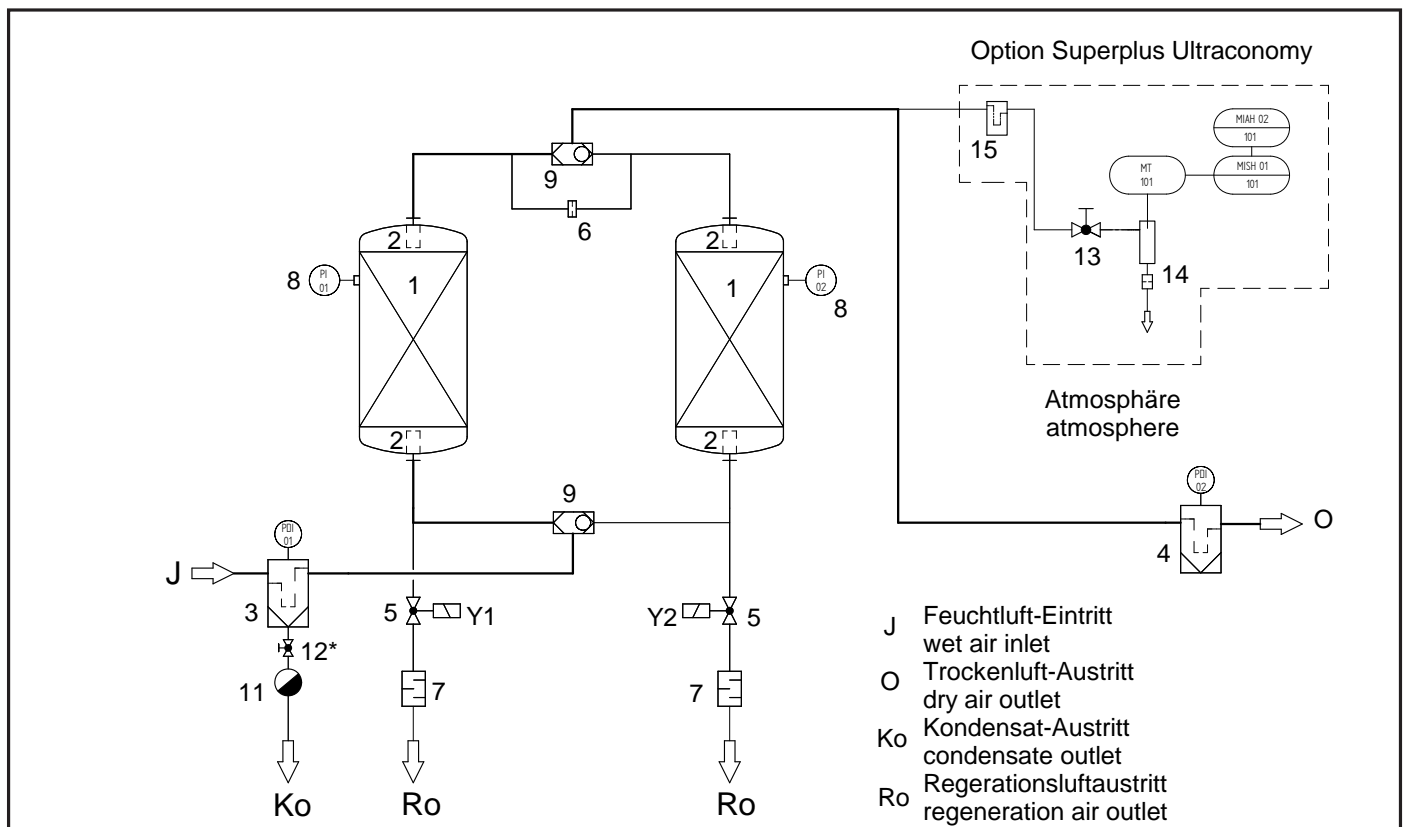 Option Superplus Ultraconomy
15
MIAH 02
101
MT
101
MISH 01
101
9
6
13
14
2
2
8
PI
01
1
1
PI
02
8
Atmosphäre
atmosphere
2
2
9
PDI
01
PDI
02
O
4
J
3
5
Y1
Y2
5
12*
11
7
7
Ko
Ro
Ro
J Feuchtluft-Eintritt
wet air inlet
O Trockenluft-Austritt
dry air outlet
Ko Kondensat-Austritt
condensate outlet
Ro Regerationsluftaustritt
regeneration air outlet